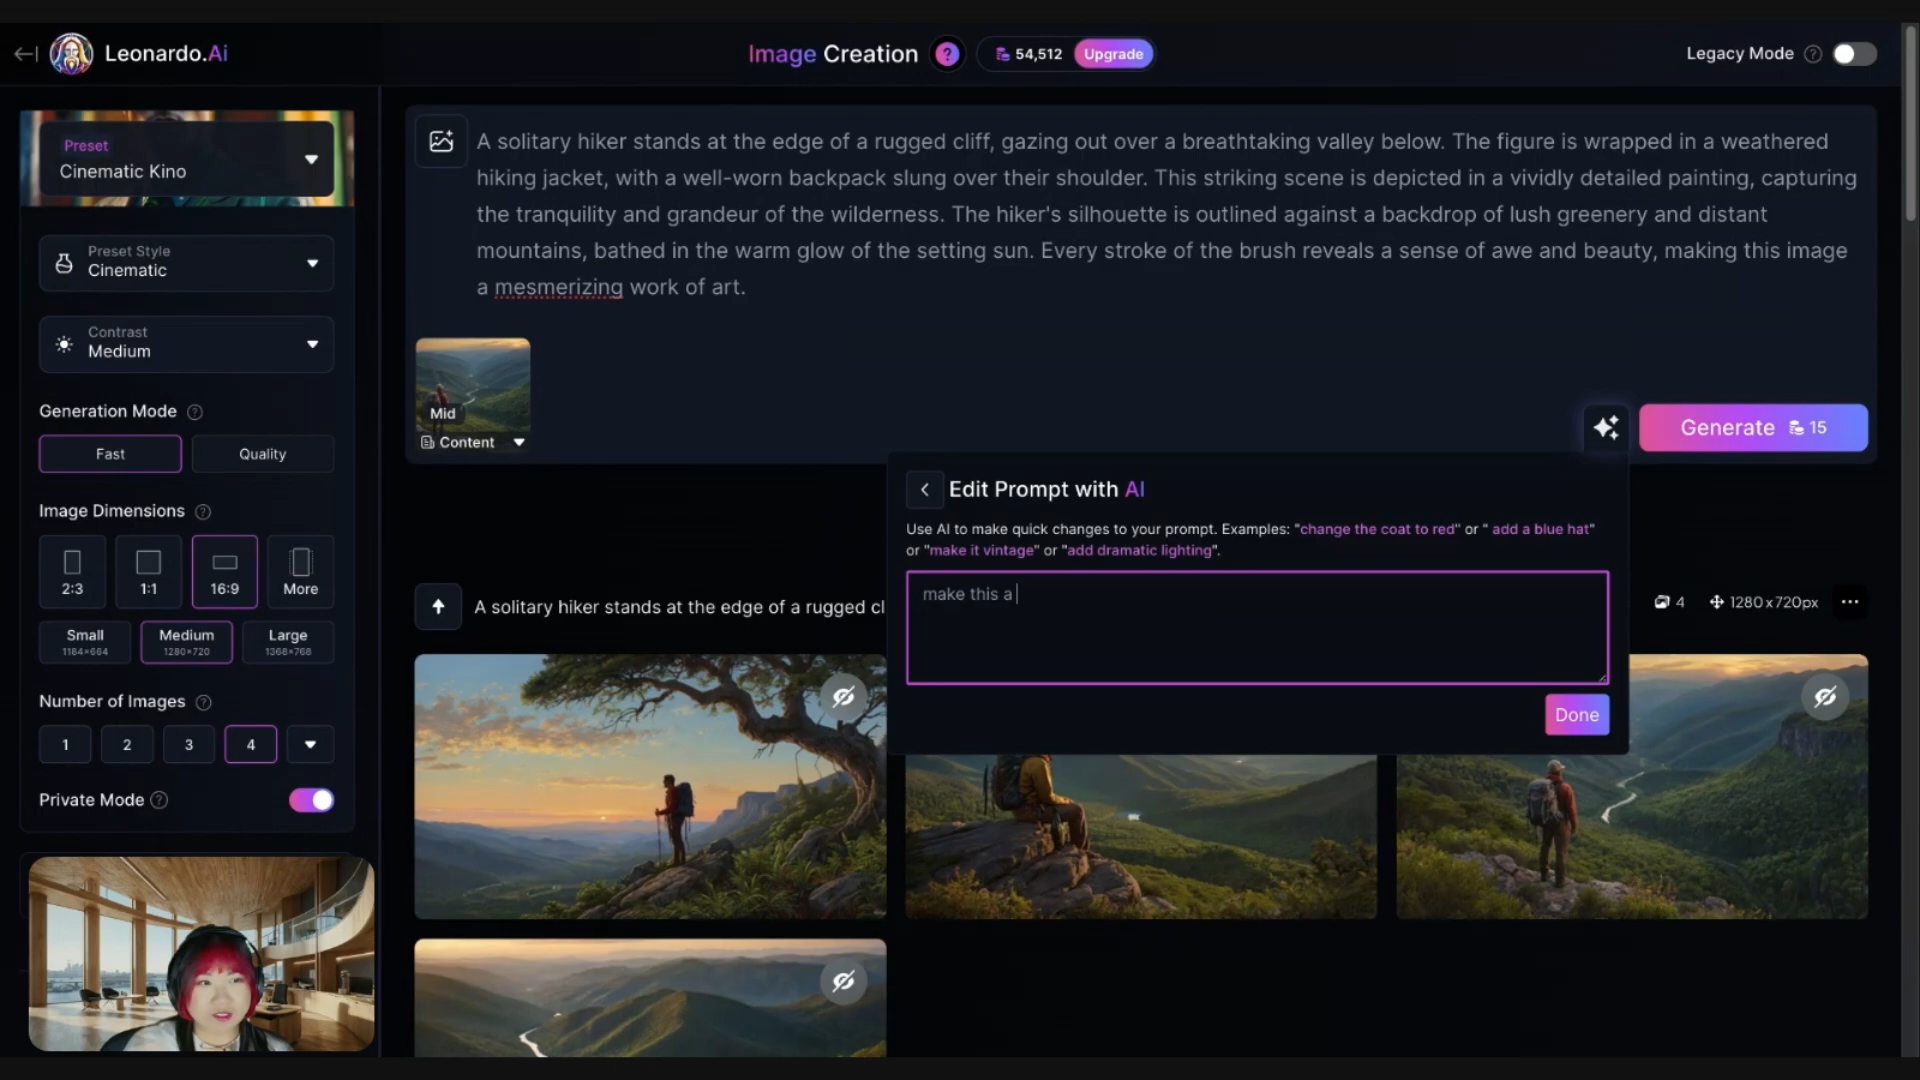 Leonardo.Ai
Image Creation
?
54,512
Upgrade
Legacy Mode ?
Preset
Cinematic Kino
Preset Style
Cinematic
Contrast
Medium
Generation Mode ?
Fast
Quality
Image Dimensions ?
2:3
1:1
16:9
More
Small
1184×664
Medium
1280×720
Large
1368×768
Number of Images ?
1
2
3
4
Private Mode ?
A solitary hiker stands at the edge of a rugged cliff, gazing out over a breathtaking valley below. The figure is wrapped in a weathered
hiking jacket, with a well-worn backpack slung over their shoulder. This striking scene is depicted in a vividly detailed painting, capturing
the tranquility and grandeur of the wilderness. The hiker's silhouette is outlined against a backdrop of lush greenery and distant
mountains, bathed in the warm glow of the setting sun. Every stroke of the brush reveals a sense of awe and beauty, making this image
a mesmerizing work of art.
Mid
Content
Generate 15
Edit Prompt with AI
Use AI to make quick changes to your prompt. Examples: "change the coat to red" or " add a blue hat"
or "make it vintage" or "add dramatic lighting".
make this a
Done
A solitary hiker stands at the edge of a rugged cl
4
1280x720px